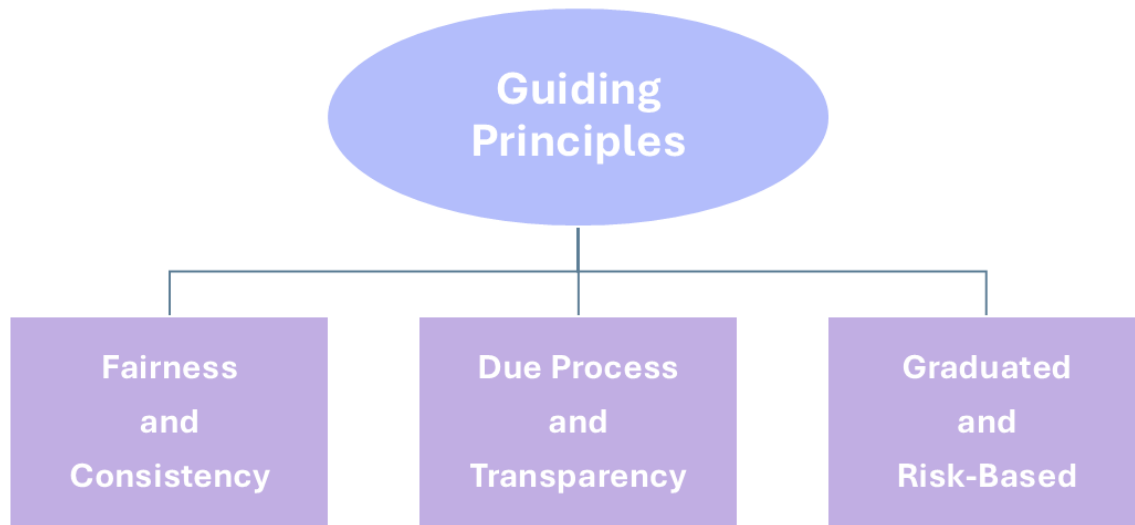 Guiding
Principles
Fairness
and
Consistency
Due Process
and
Transparency
Graduated
and
Risk-Based